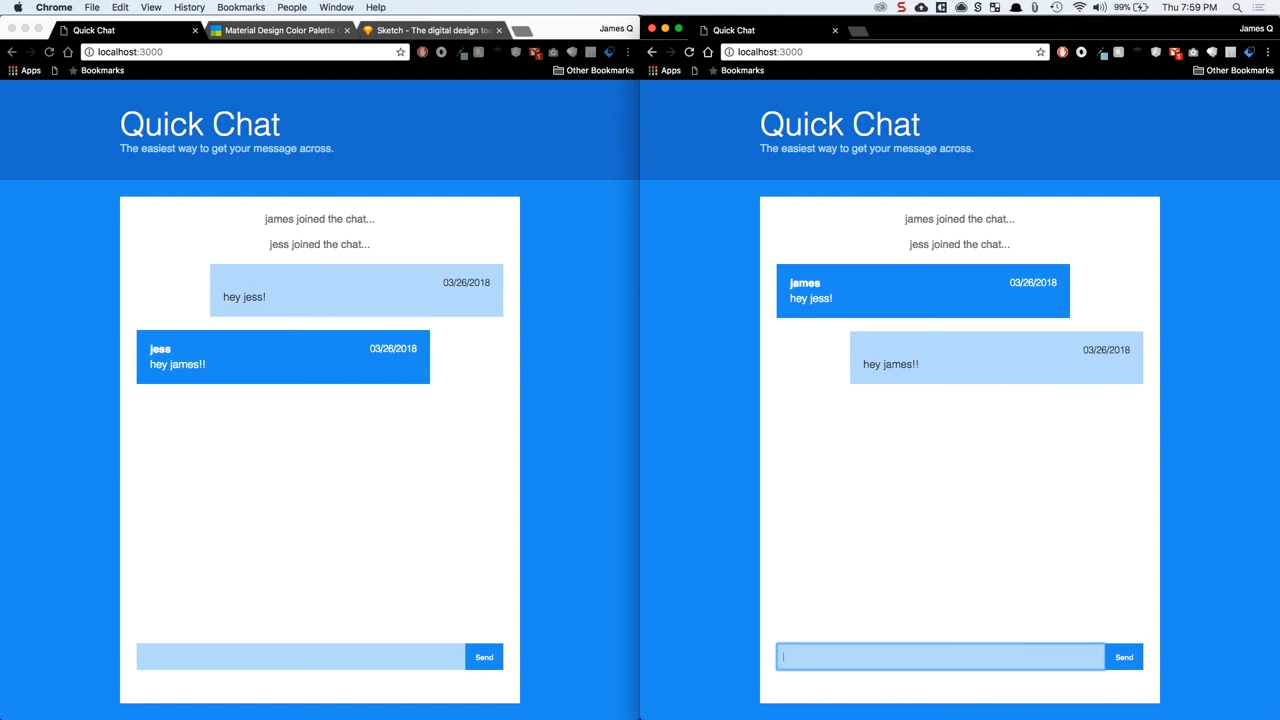 Chrome File Edit View History Bookmarks People Window Help 99% Thu 7:59 PM
Quick Chat Material Design Color Palette Sketch - The digital design too James Q
localhost:3000
Apps Bookmarks Other Bookmarks
Quick Chat
The easiest way to get your message across.
james joined the chat...
jess joined the chat...
03/26/2018
hey jess!
jess 03/26/2018
hey james!!
Send
Quick Chat James Q
localhost:3000
Apps Bookmarks Other Bookmarks
Quick Chat
The easiest way to get your message across.
james joined the chat...
jess joined the chat...
james 03/26/2018
hey jess!
03/26/2018
hey james!!
Send